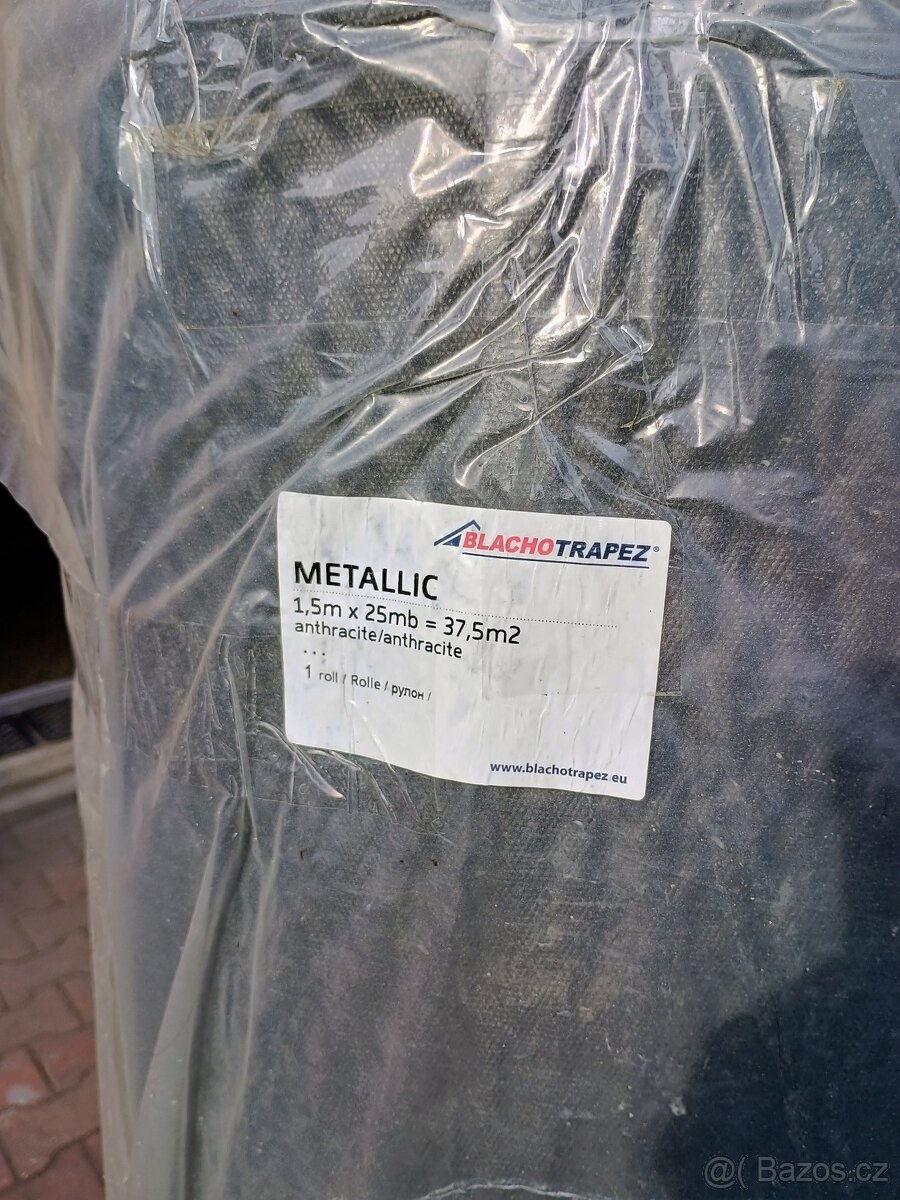 BLACHOTRAPEZ®
METALLIC
1,5m x 25mb = 37,5m2
anthracite/anthracite
...
1 roll / Rolle / рулон /
www.blachotrapez.eu
@( Bazos.cz